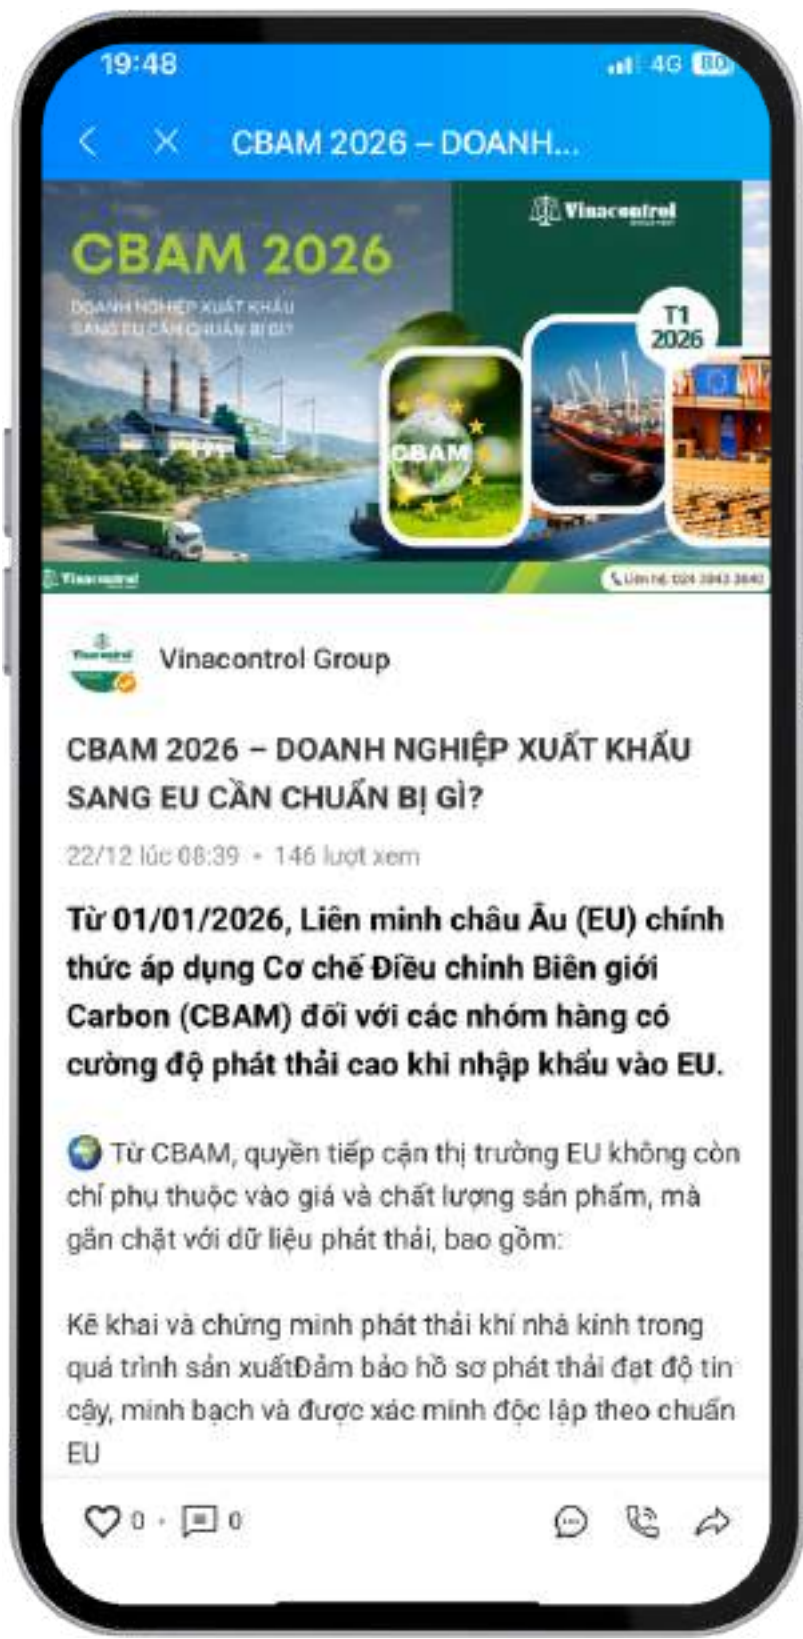 19:48
4G 80
CBAM 2026 – DOANH...
Vinacontrol
CBAM 2026
DOANH NGHIỆP XUẤT KHẨU
SANG EU CẦN CHUẨN BỊ GÌ?
T1
2026
CBAM
Vinacontrol
Liên hệ: 024 3943 3840
Vinacontrol
Vinacontrol Group
CBAM 2026 – DOANH NGHIỆP XUẤT KHẨU
SANG EU CẦN CHUẨN BỊ GÌ?
22/12 lúc 08:39 • 146 lượt xem
Từ 01/01/2026, Liên minh châu Âu (EU) chính
thức áp dụng Cơ chế Điều chỉnh Biên giới
Carbon (CBAM) đối với các nhóm hàng có
cường độ phát thải cao khi nhập khẩu vào EU.
🌍 Từ CBAM, quyền tiếp cận thị trường EU không còn
chỉ phụ thuộc vào giá và chất lượng sản phẩm, mà
gắn chặt với dữ liệu phát thải, bao gồm:
Kê khai và chứng minh phát thải khí nhà kính trong
quá trình sản xuấtĐảm bảo hồ sơ phát thải đạt độ tin
cậy, minh bạch và được xác minh độc lập theo chuẩn
EU
0 • 0